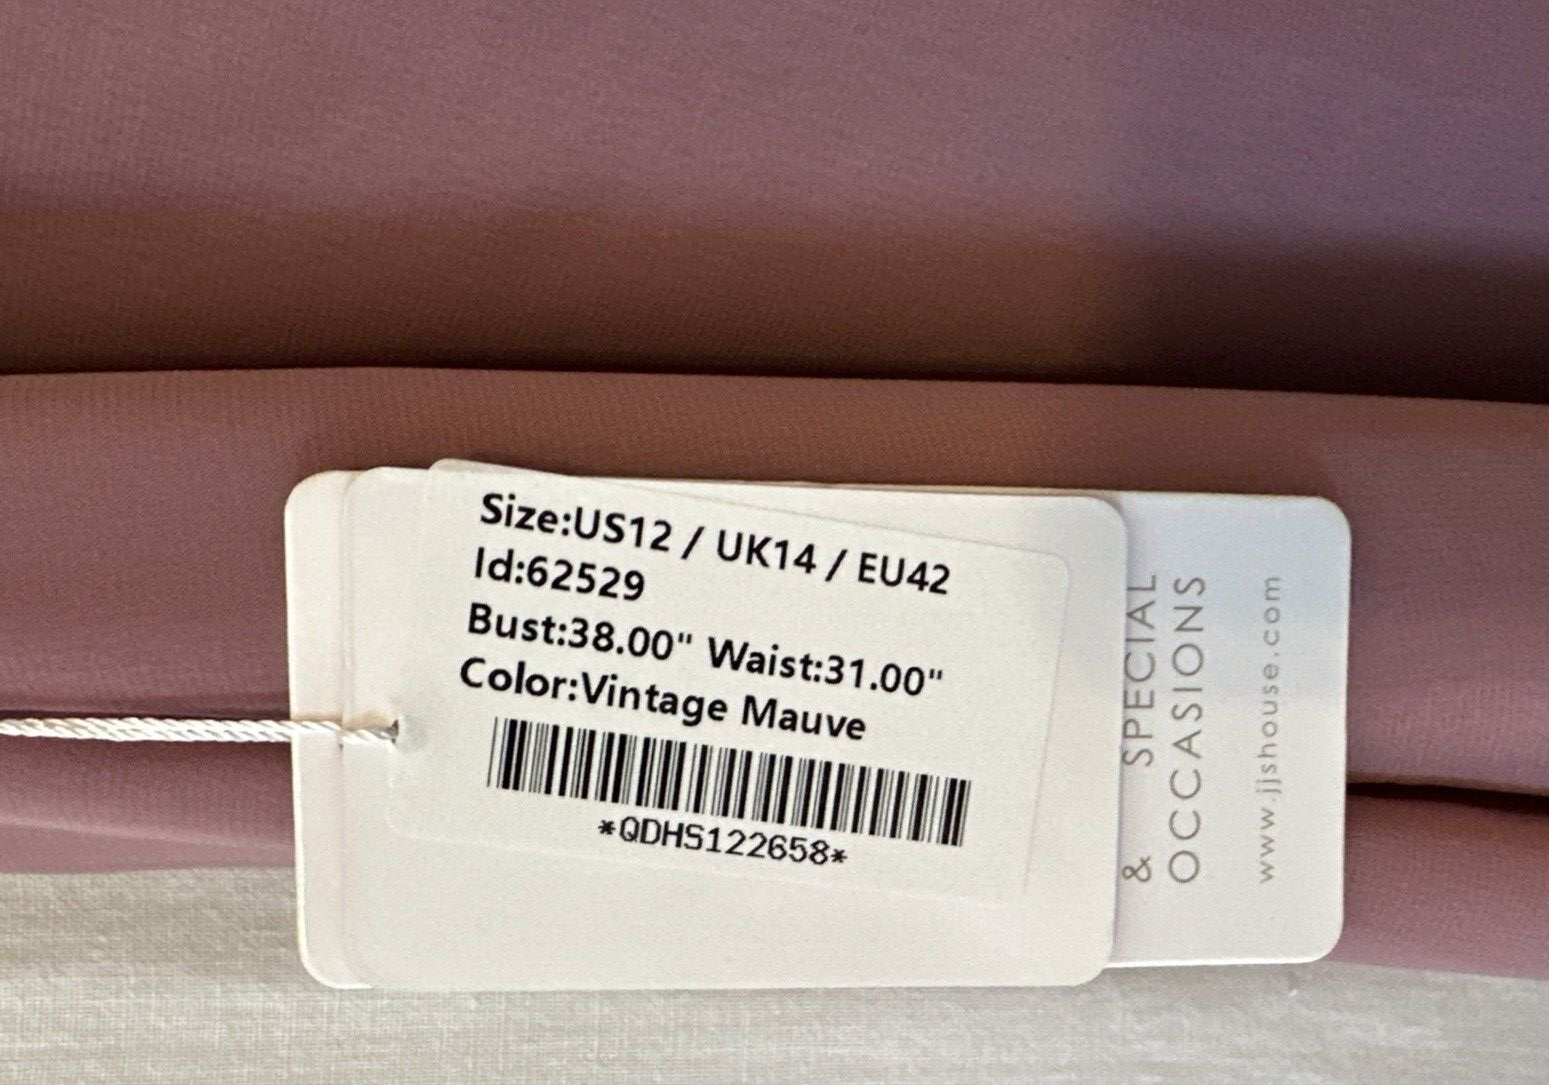 Size:US12 / UK14 / EU42
Id:62529
Bust:38.00" Waist:31.00"
Color:Vintage Mauve
*QDHS122658*
& SPECIAL
OCCASIONS
www.jjshouse.com